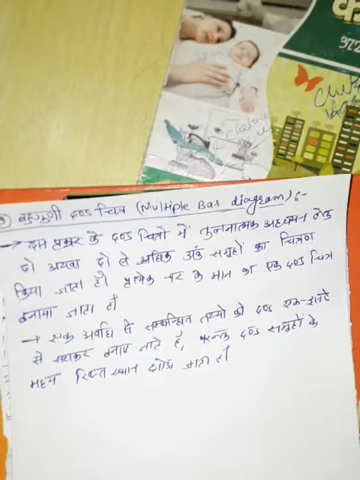 372
बहुगुणी दण्ड चित्र (Multiple Bar diagram) :-
→ इस प्रकार के दण्ड चित्रों में तुलनात्मक अध्ययन हेतु
दो अथवा दो से अधिक अंक समूहों का चित्रण
किया जाता है। प्रत्येक चर के मान का एक दण्ड चित्र
बनाया जाता है।
→ एक अवधि से सम्बन्धित तथ्यों को दण्ड एक-दूसरे
से सटाकर बनाए जाते हैं, परन्तु दण्ड समूहों के
मध्य रिक्त स्थान छोड़ा जाता है।